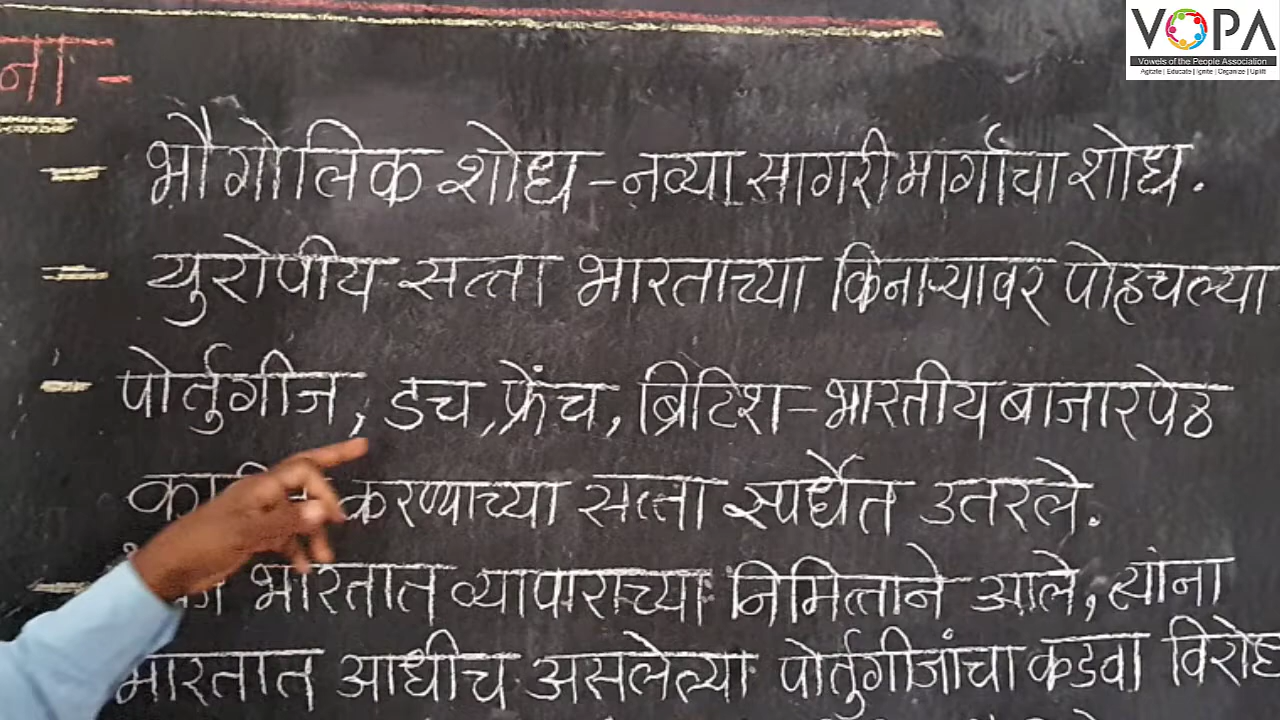 VOPA
Vowels of the People Association
Agitate | Educate | Ignite | Organize | Uplift
ना -
- भौगोलिक शोध - नव्या सागरी मार्गाचा शोध.
- युरोपीय सत्ता भारताच्या किनाऱ्यावर पोहचल्या
- पोर्तुगीज, डच, फ्रेंच, ब्रिटिश - भारतीय बाजारपेठ
करण्याच्या सत्ता स्पर्धेत उतरले.
- भारतात व्यापाराच्या निमित्ताने आले, त्यांना
भारतात आधीच असलेल्या पोर्तुगीजांचा कडवा विरोध